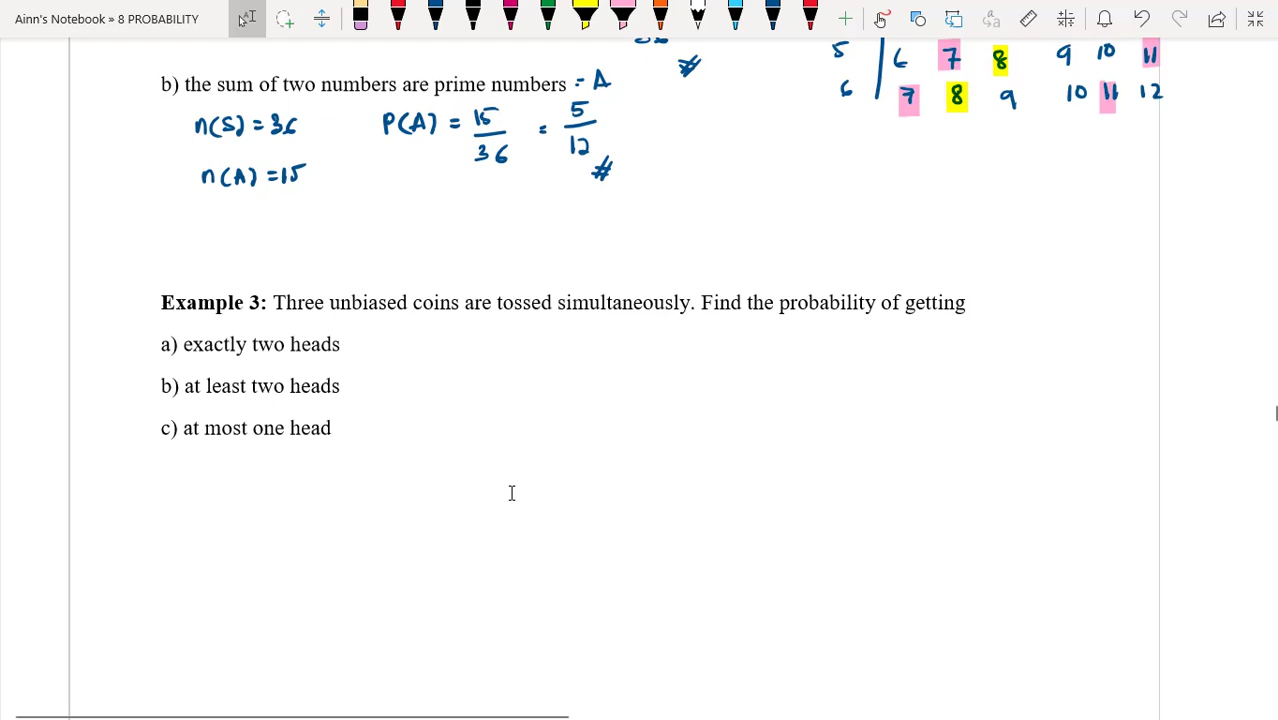 Ainn's Notebook » 8 PROBABILITY
5 6 7 8 9 10 11
b) the sum of two numbers are prime numbers = A
6 7 8 9 10 11 12
n(S) = 36 P(A) = 15/36 = 5/12 #
n(A) = 15
Example 3: Three unbiased coins are tossed simultaneously. Find the probability of getting
a) exactly two heads
b) at least two heads
c) at most one head